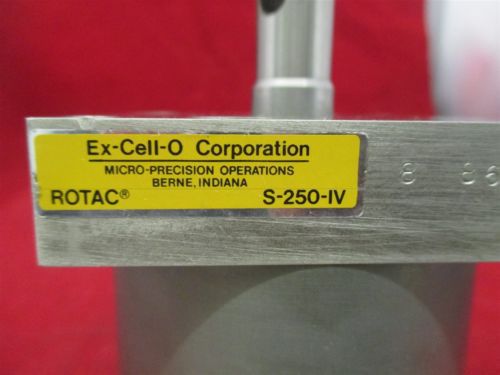 Ex-Cell-O Corporation
MICRO-PRECISION OPERATIONS
BERNE, INDIANA
ROTAC® S-250-IV
8 86